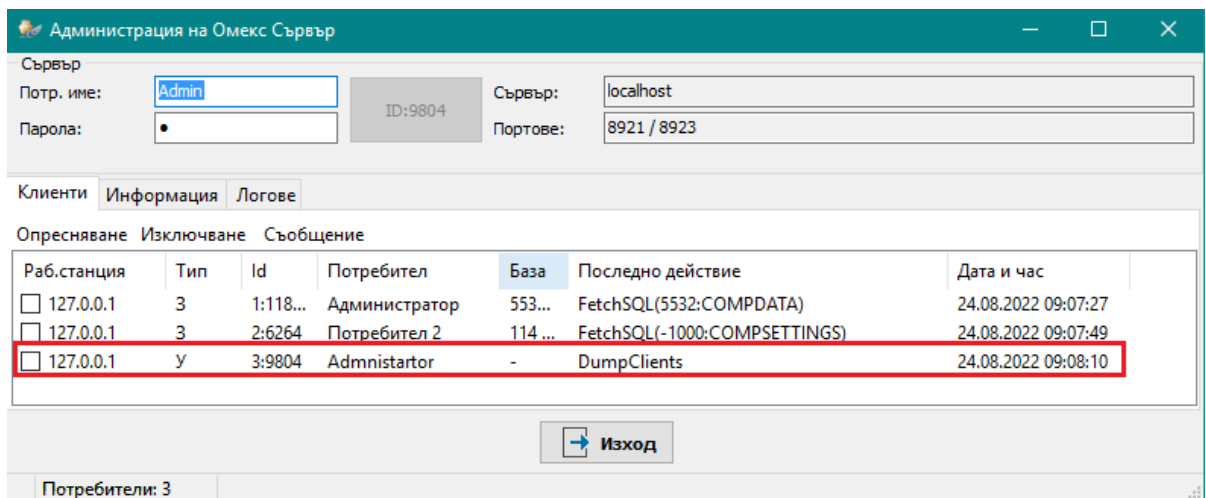 Администрация на Омекс Сървър
Сървър
Потр. име: Admin ID:9804 Сървър: localhost
Парола: ● Портове: 8921 / 8923
Клиенти Информация Логове
Опресняване Изключване Съобщение
Раб.станция Тип Id Потребител База Последно действие Дата и час
127.0.0.1 З 1:118... Администратор 553... FetchSQL(5532:COMPDATA) 24.08.2022 09:07:27
127.0.0.1 З 2:6264 Потребител 2 114 ... FetchSQL(-1000:COMPSETTINGS) 24.08.2022 09:07:49
127.0.0.1 У 3:9804 Admnistartor - DumpClients 24.08.2022 09:08:10
Изход
Потребители: 3